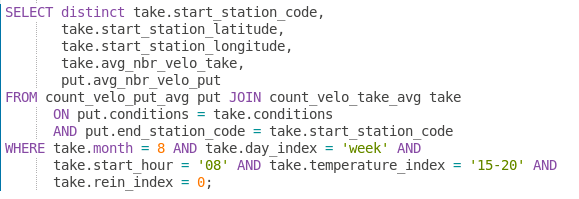 SELECT distinct take.start_station_code,
take.start_station_latitude,
take.start_station_longitude,
take.avg_nbr_velo_take,
put.avg_nbr_velo_put
FROM count_velo_put_avg put JOIN count_velo_take_avg take
ON put.conditions = take.conditions
AND put.end_station_code = take.start_station_code
WHERE take.month = 8 AND take.day_index = 'week' AND
take.start_hour = '08' AND take.temperature_index = '15-20' AND
take.rein_index = 0;